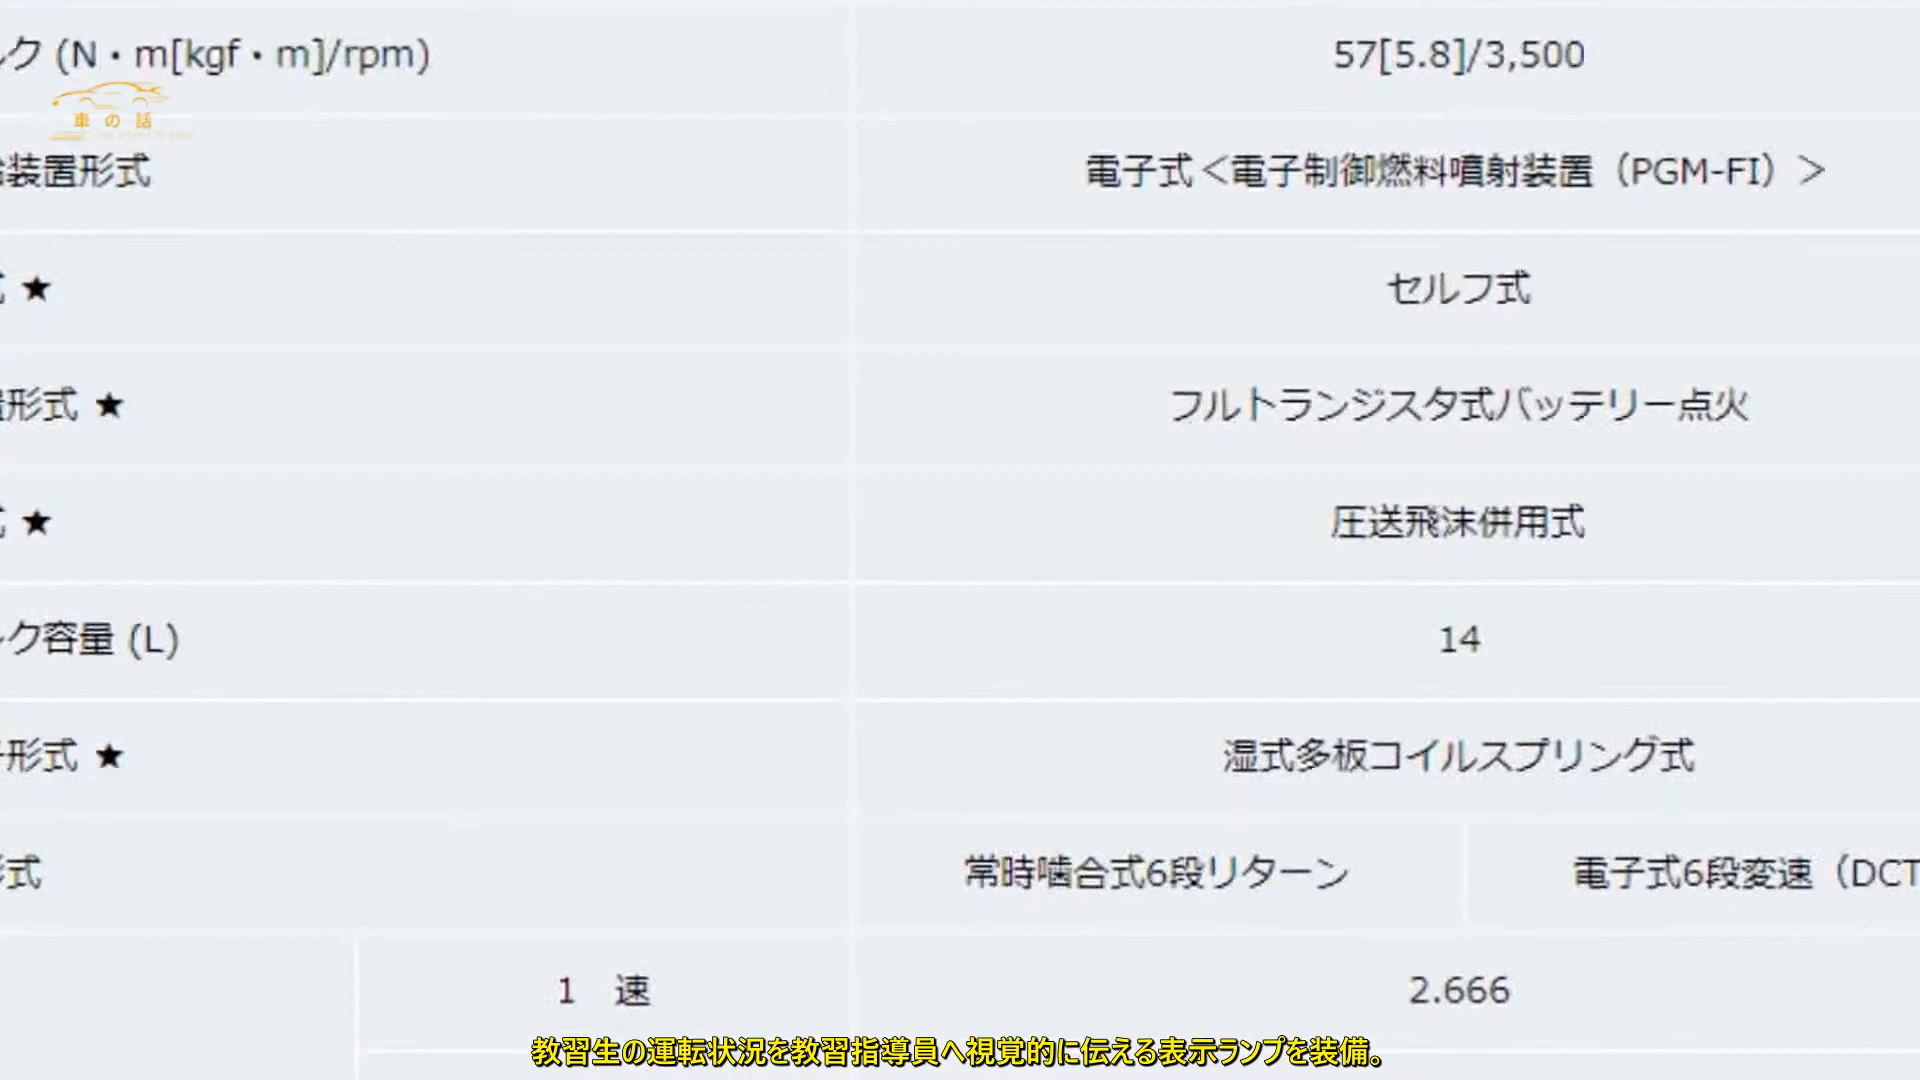 ク (N・m[kgf・m]/rpm) 57[5.8]/3,500
車の話
装置形式 電子式＜電子制御燃料噴射装置（PGM-FI）＞
★ セルフ式
形式 ★ フルトランジスタ式バッテリー点火
★ 圧送飛沫併用式
ク容量 (L) 14
形式 ★ 湿式多板コイルスプリング式
式 常時噛合式6段リターン 電子式6段変速（DCT
1 速 2.666
教習生の運転状況を教習指導員へ視覚的に伝える表示ランプを装備。